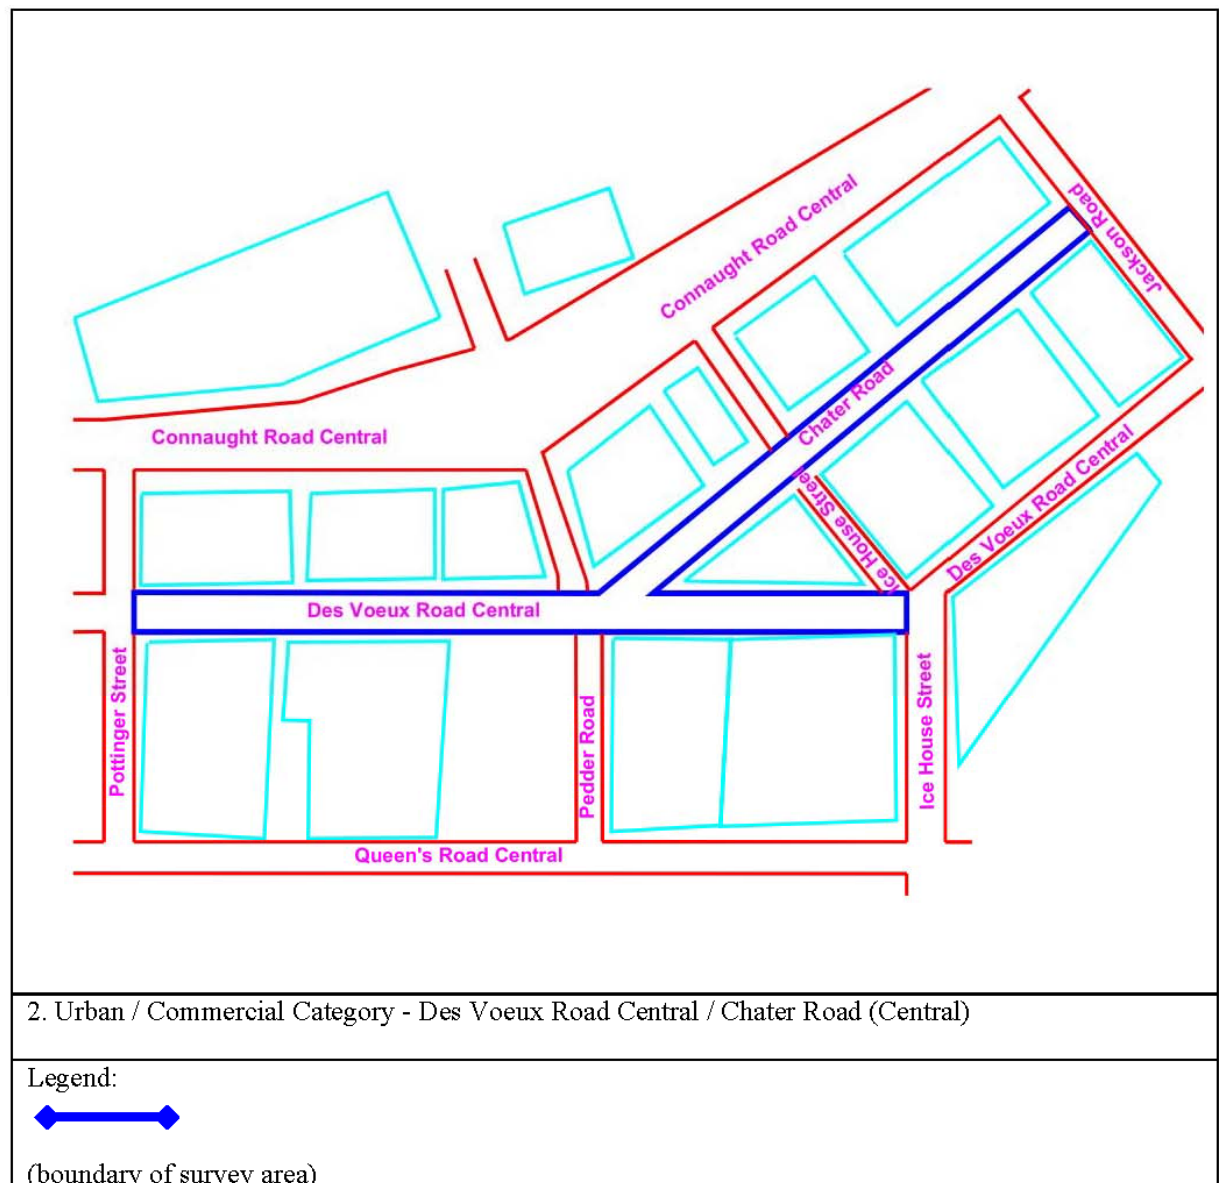 Connaught Road Central
Jackson Road
Chater Road
Connaught Road Central
Ice House Street
Des Voeux Road Central
Des Voeux Road Central
Pottinger Street
Pedder Road
Ice House Street
Queen's Road Central
2. Urban / Commercial Category - Des Voeux Road Central / Chater Road (Central)
Legend:
(boundary of survey area)